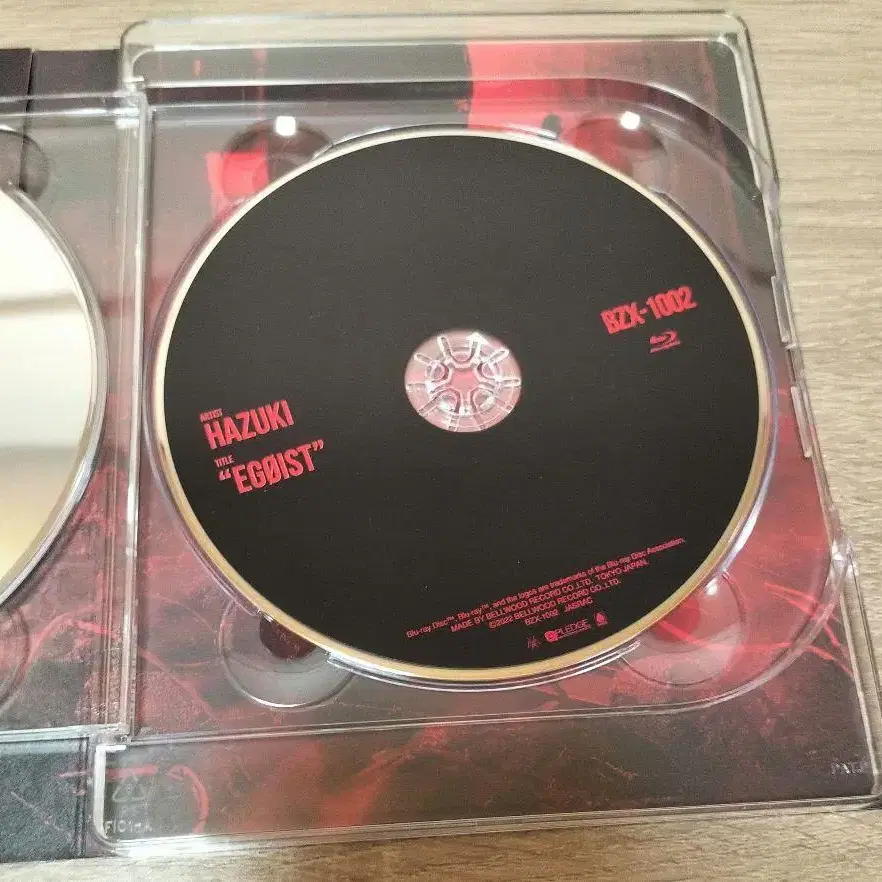 BZX-1002
ARTIST
HAZUKI
TITLE
“EGØIST”
Blu-ray Disc™, Blu-ray™, and the logos are trademarks of the Blu-ray Disc Association.
MADE BY BELLWOOD RECORD CO.,LTD. TOKYO JAPAN.
©2022 BELLWOOD RECORD CO.,LTD.
BZX-1002 JASRAC
PLEDGE
PAT.P